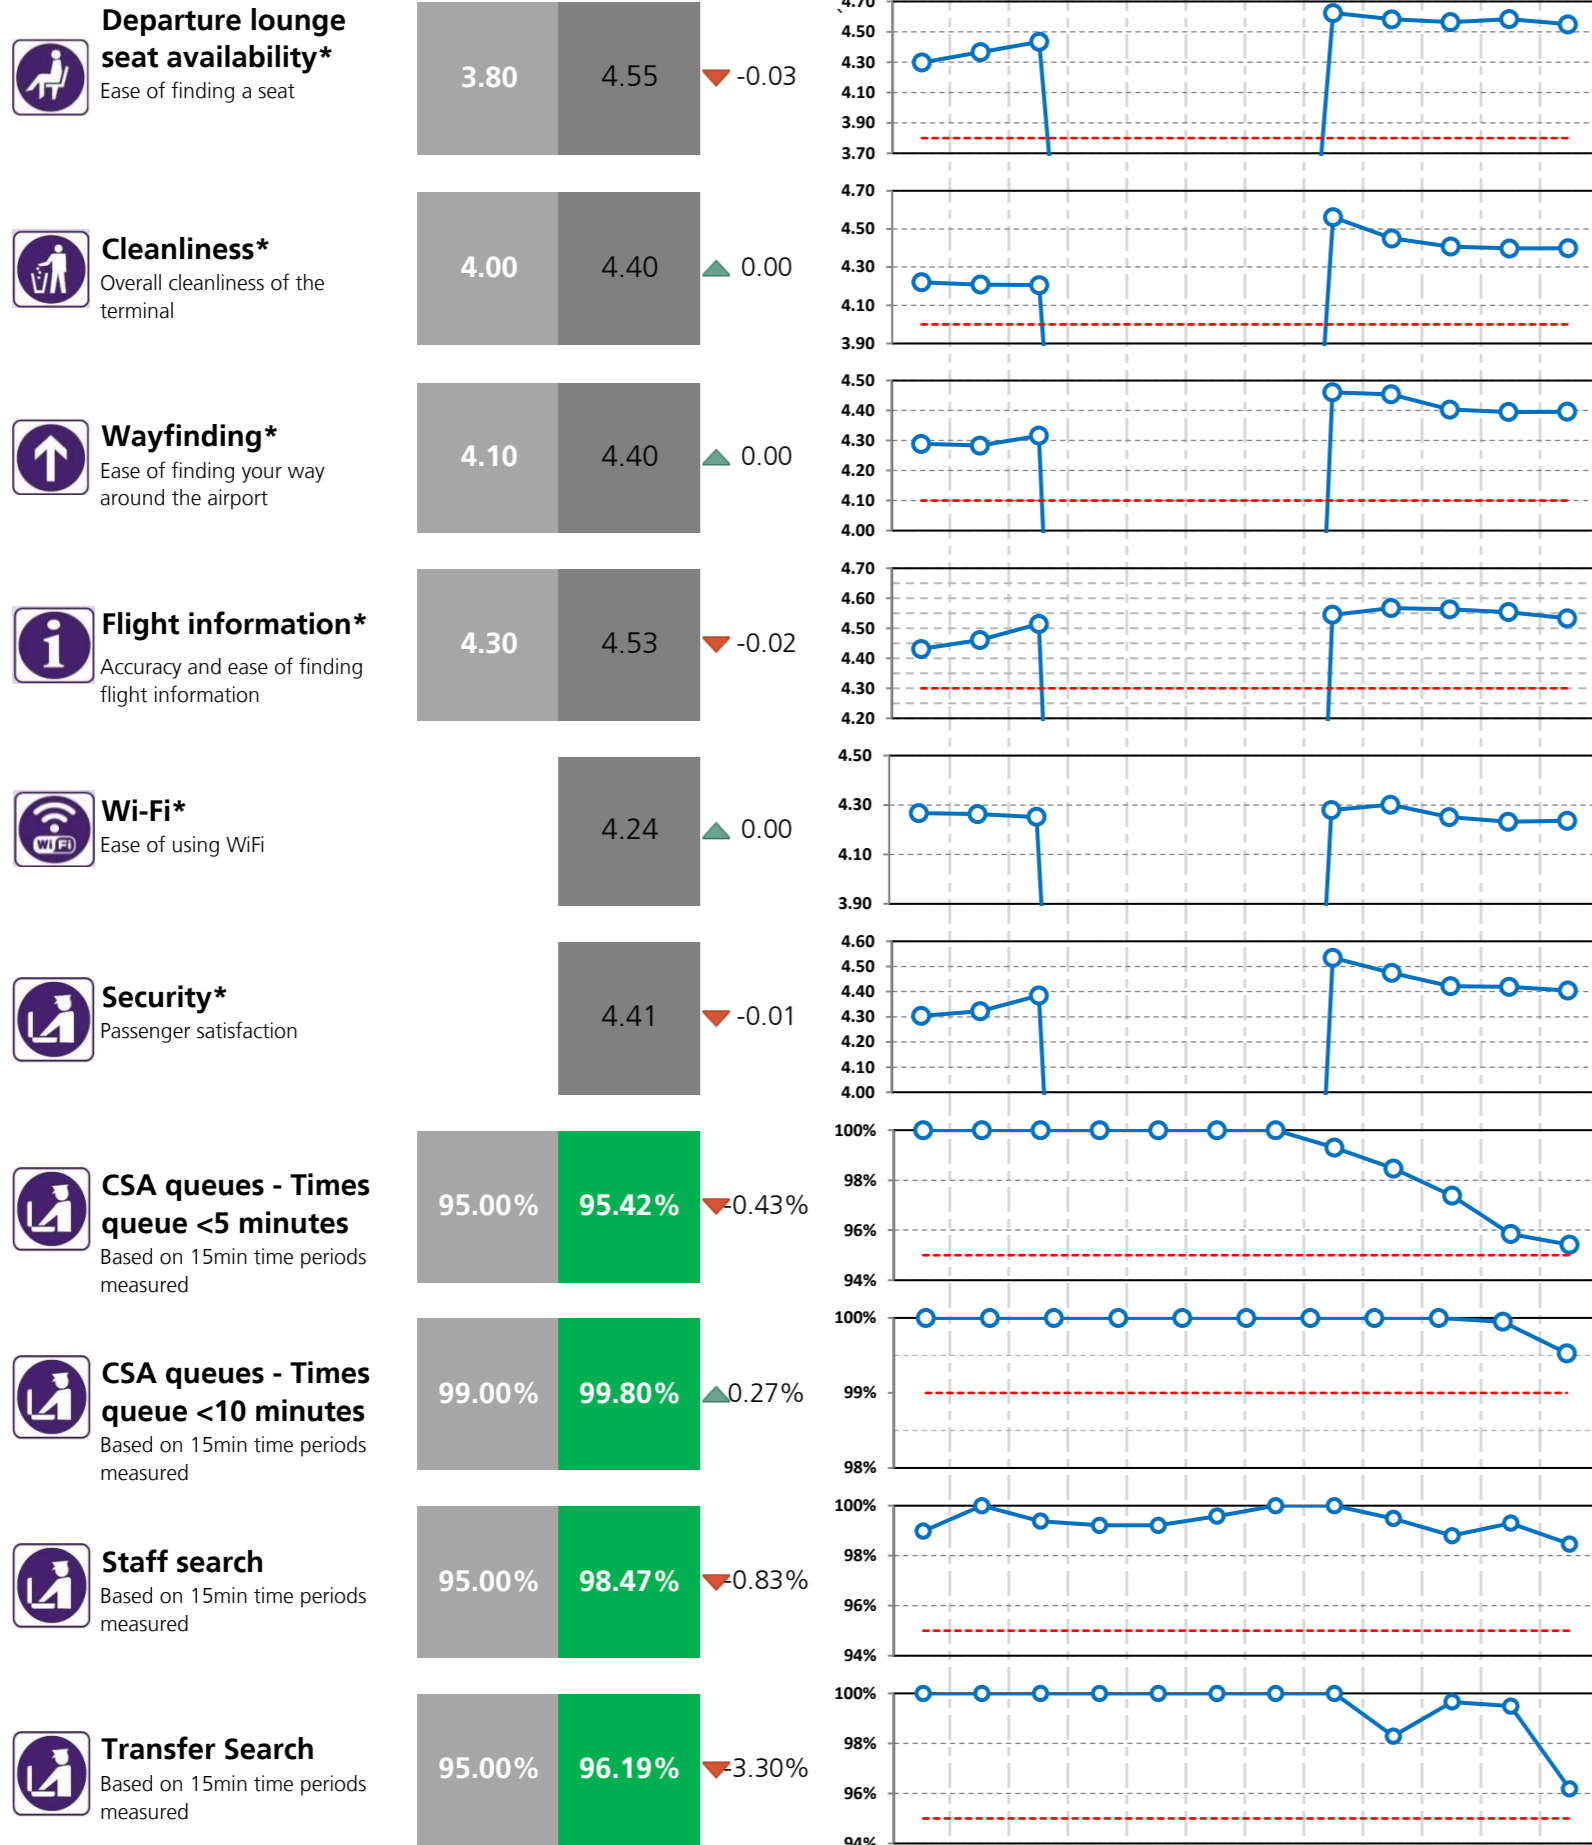 Departure lounge
seat availability*
Ease of finding a seat
3.80
4.55
-0.03
`
4.70
4.50
4.30
4.10
3.90
3.70
Cleanliness*
Overall cleanliness of the
terminal
4.00
4.40
0.00
4.70
4.50
4.30
4.10
3.90
Wayfinding*
Ease of finding your way
around the airport
4.10
4.40
0.00
4.50
4.40
4.30
4.20
4.10
4.00
Flight information*
Accuracy and ease of finding
flight information
4.30
4.53
-0.02
4.70
4.60
4.50
4.40
4.30
4.20
WiFi
Wi-Fi*
Ease of using WiFi
4.24
0.00
4.50
4.30
4.10
3.90
Security*
Passenger satisfaction
4.41
-0.01
4.60
4.50
4.40
4.30
4.20
4.10
4.00
CSA queues - Times
queue <5 minutes
Based on 15min time periods
measured
95.00%
95.42%
-0.43%
100%
98%
96%
94%
CSA queues - Times
queue <10 minutes
Based on 15min time periods
measured
99.00%
99.80%
0.27%
100%
99%
98%
Staff search
Based on 15min time periods
measured
95.00%
98.47%
-0.83%
100%
98%
96%
94%
Transfer Search
Based on 15min time periods
measured
95.00%
96.19%
-3.30%
100%
98%
96%
94%